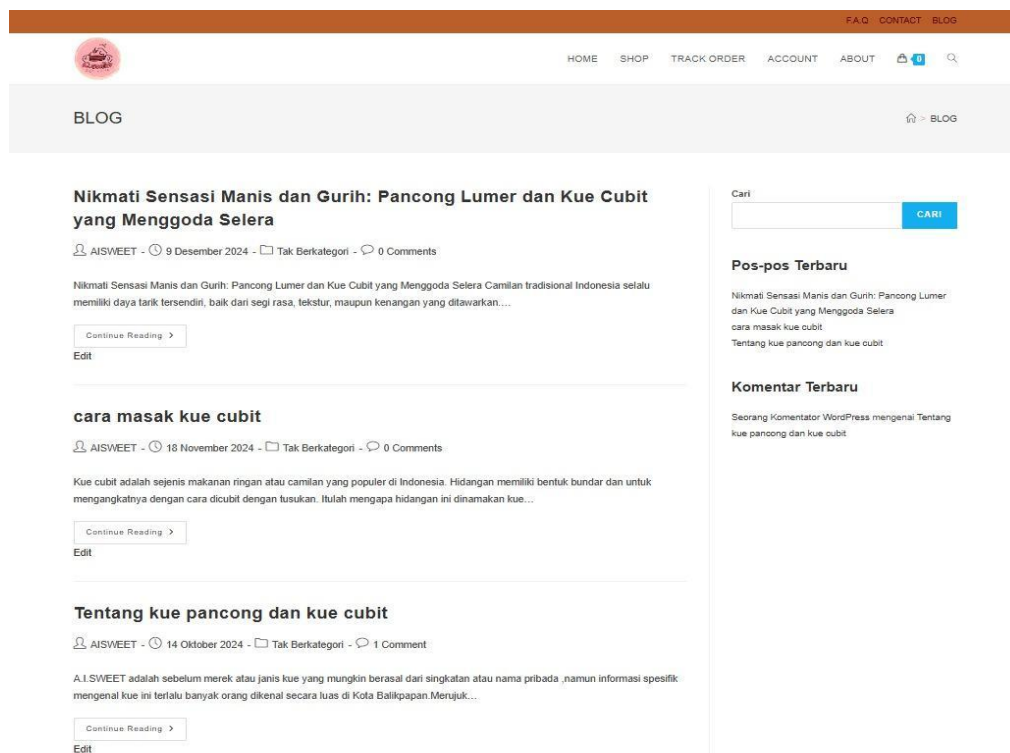 F.A.Q CONTACT BLOG
HOME SHOP TRACK ORDER ACCOUNT ABOUT 0
BLOG
> BLOG
Nikmati Sensasi Manis dan Gurih: Pancong Lumer dan Kue Cubit
yang Menggoda Selera
AISWEET - 9 Desember 2024 - Tak Berkategori - 0 Comments
Nikmati Sensasi Manis dan Gurih: Pancong Lumer dan Kue Cubit yang Menggoda Selera Camilan tradisional Indonesia selalu
memiliki daya tarik tersendiri, baik dari segi rasa, tekstur, maupun kenangan yang ditawarkan.…
Continue Reading >
Edit
cara masak kue cubit
AISWEET - 18 November 2024 - Tak Berkategori - 0 Comments
Kue cubit adalah sejenis makanan ringan atau camilan yang populer di Indonesia. Hidangan memiliki bentuk bundar dan untuk
mengangkatnya dengan cara dicubit dengan tusukan. Itulah mengapa hidangan ini dinamakan kue…
Continue Reading >
Edit
Tentang kue pancong dan kue cubit
AISWEET - 14 Oktober 2024 - Tak Berkategori - 1 Comment
A.I.SWEET adalah sebelum merek atau janis kue yang mungkin berasal dari singkatan atau nama pribada ,namun informasi spesifik
mengenal kue ini terlalu banyak orang dikenal secara luas di Kota Balikpapan.Merujuk…
Continue Reading >
Edit
Cari
CARI
Pos-pos Terbaru
Nikmati Sensasi Manis dan Gurih: Pancong Lumer
dan Kue Cubit yang Menggoda Selera
cara masak kue cubit
Tentang kue pancong dan kue cubit
Komentar Terbaru
Seorang Komentator WordPress mengenai Tentang
kue pancong dan kue cubit